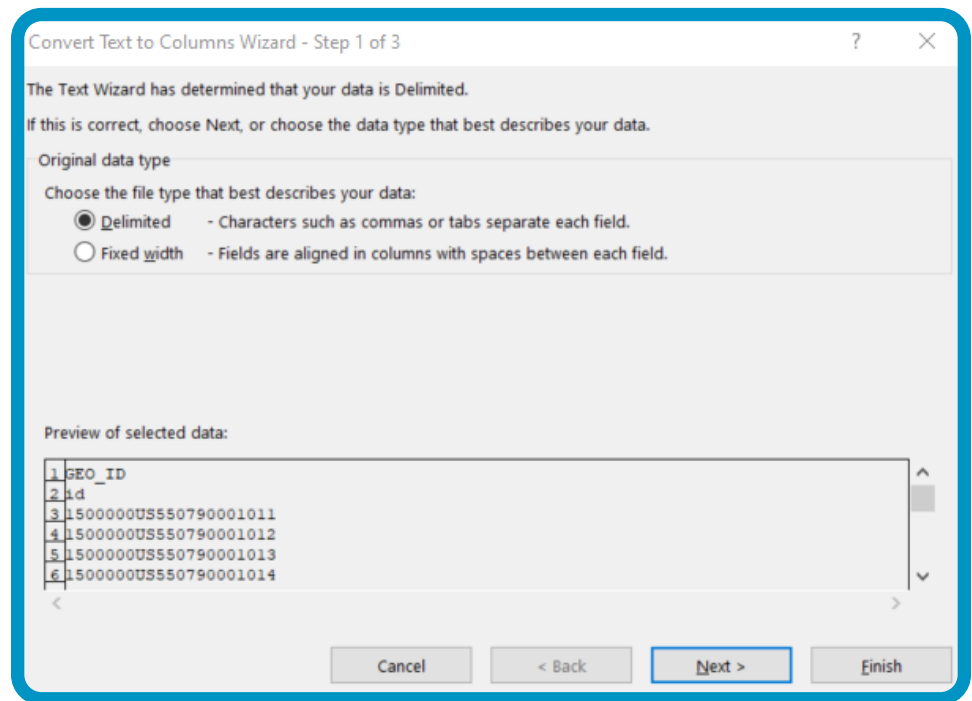 Convert Text to Columns Wizard - Step 1 of 3 ?
The Text Wizard has determined that your data is Delimited.
If this is correct, choose Next, or choose the data type that best describes your data.
Original data type
Choose the file type that best describes your data:
Delimited - Characters such as commas or tabs separate each field.
Fixed width - Fields are aligned in columns with spaces between each field.
Preview of selected data:
1 GEO_ID
2 id
3 1500000US550790001011
4 1500000US550790001012
5 1500000US550790001013
6 1500000US550790001014
Cancel < Back Next > Finish